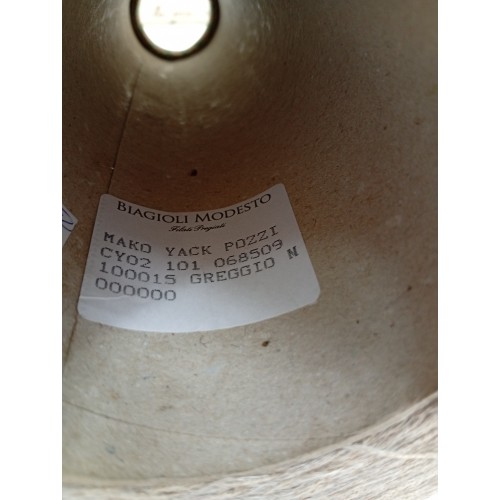 BIAGIOLI MODESTO
Filati Pregiati
MAKO YACK POZZI
CY02 101 068509
100015 GREGGIO N
000000